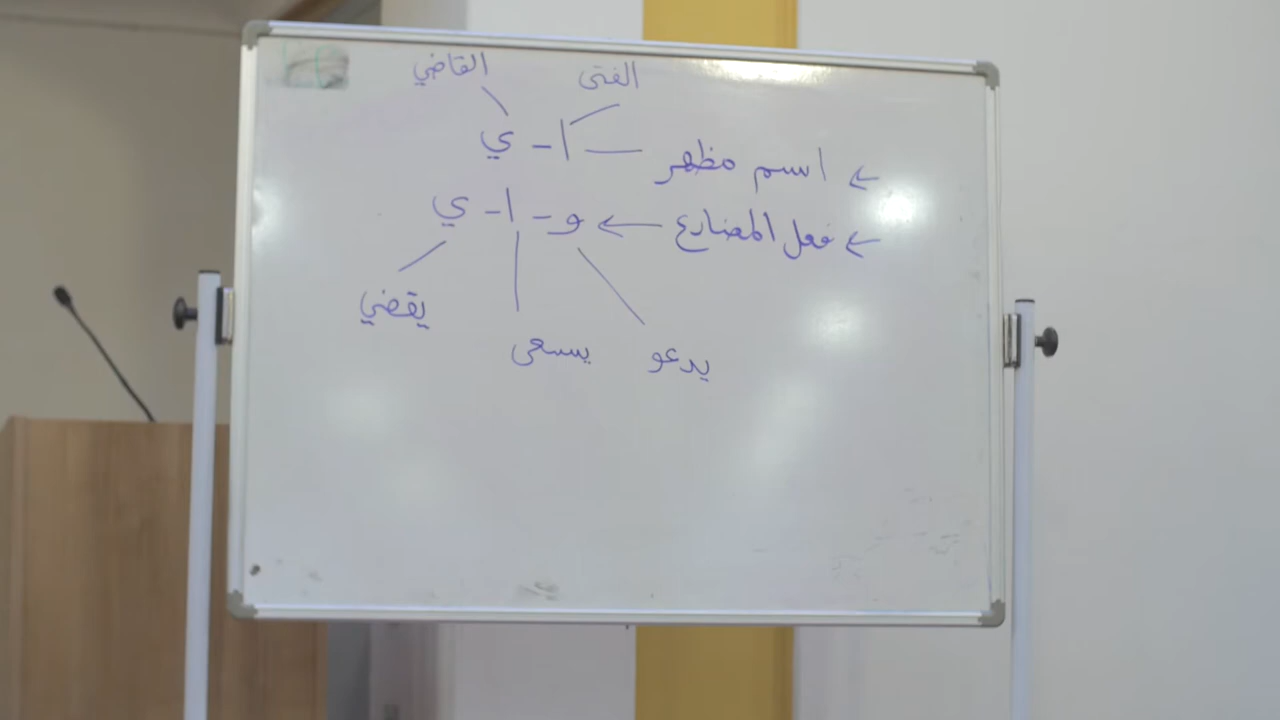 الفتى القاضي
← اسم مظهر — ا - ي
← فعل المضارع ← و - ا - ي
يدعو يسعى يقضي